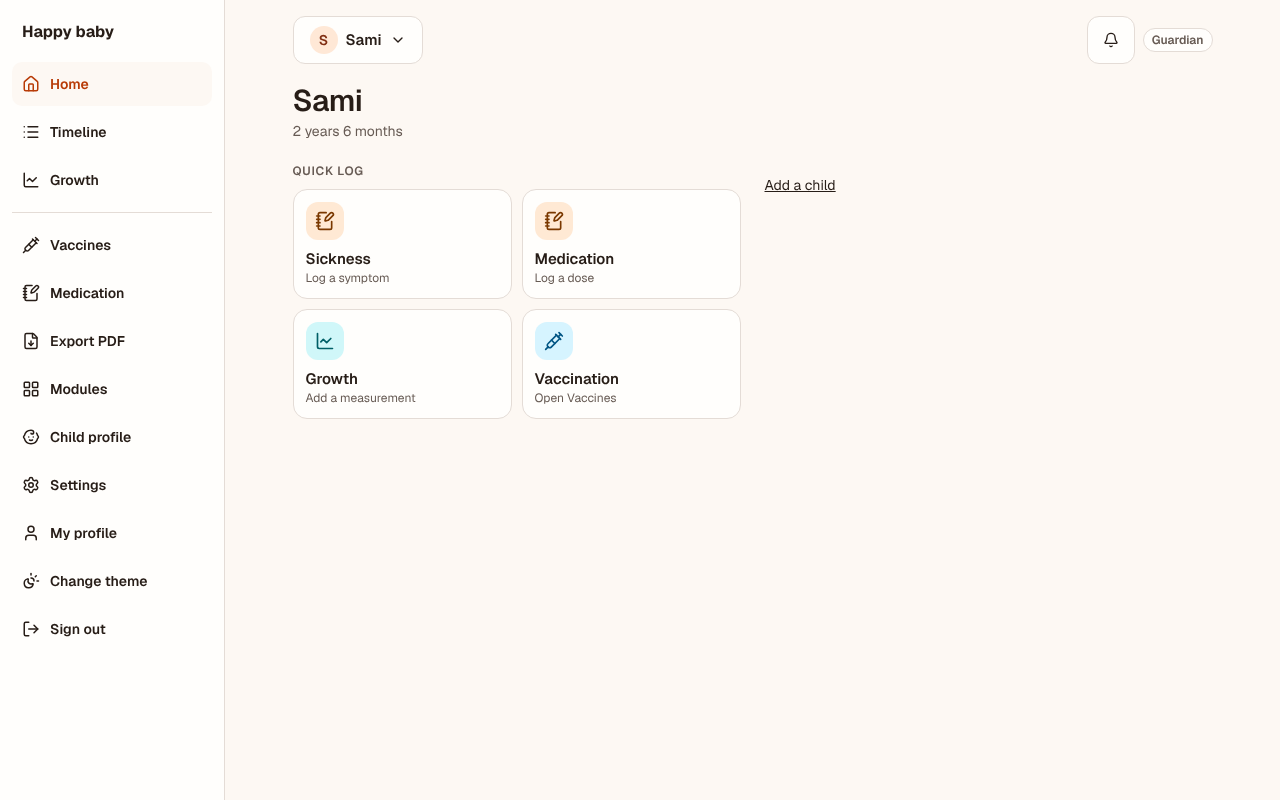 Happy baby
Home
Timeline
Growth
Vaccines
Medication
Export PDF
Modules
Child profile
Settings
My profile
Change theme
Sign out
S Sami
Guardian
Sami
2 years 6 months
QUICK LOG
Sickness
Log a symptom
Medication
Log a dose
Growth
Add a measurement
Vaccination
Open Vaccines
Add a child